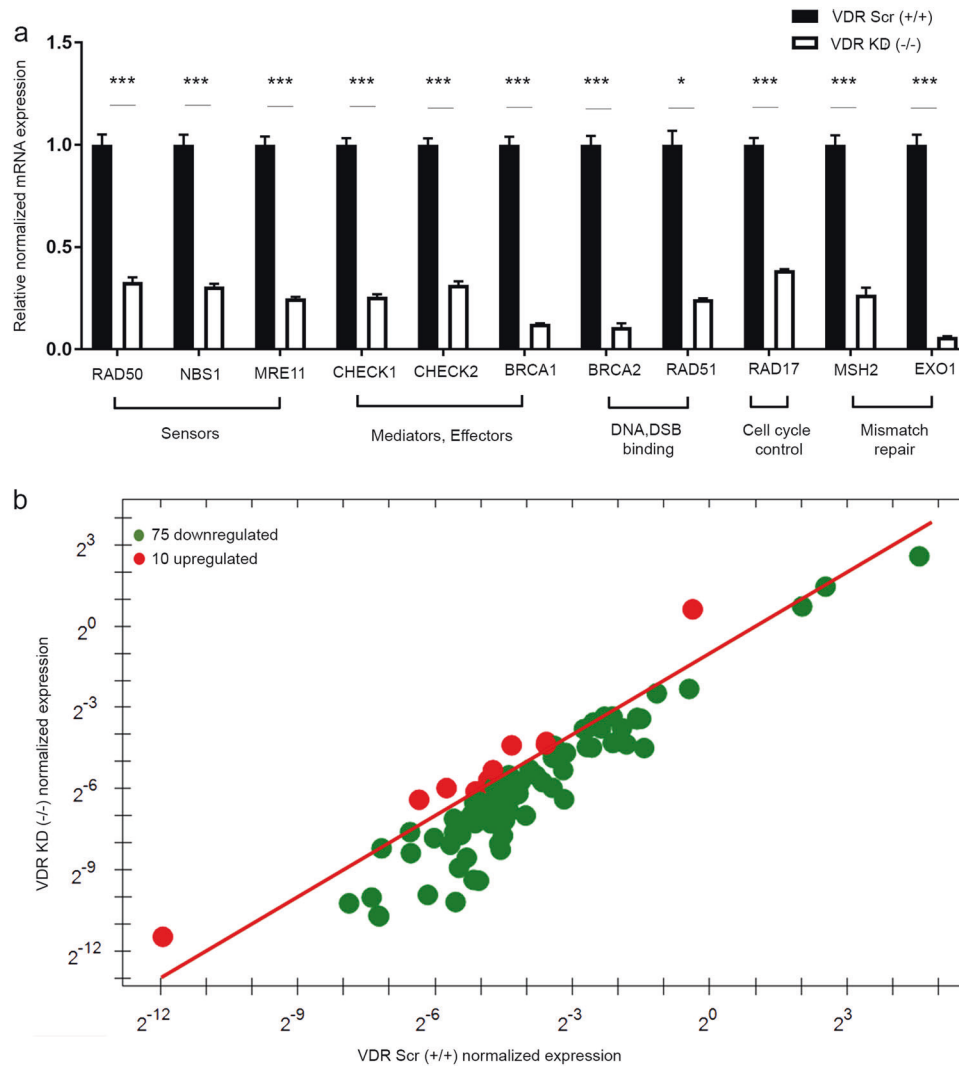 VDR Scr (+/+)
VDR KD (-/-)
a
Relative normalized mRNA expression
1.5
1.0
0.5
0.0
*** *** *** *** *** *** *** * *** *** ***
RAD50 NBS1 MRE11 CHECK1 CHECK2 BRCA1 BRCA2 RAD51 RAD17 MSH2 EXO1
Sensors
Mediators, Effectors
DNA,DSB
binding
Cell cycle
control
Mismatch
repair
b
75 downregulated
10 upregulated
VDR KD (-/-) normalized expression
2^3
2^0
2^-3
2^-6
2^-9
2^-12
2^-12 2^-9 2^-6 2^-3 2^0 2^3
VDR Scr (+/+) normalized expression